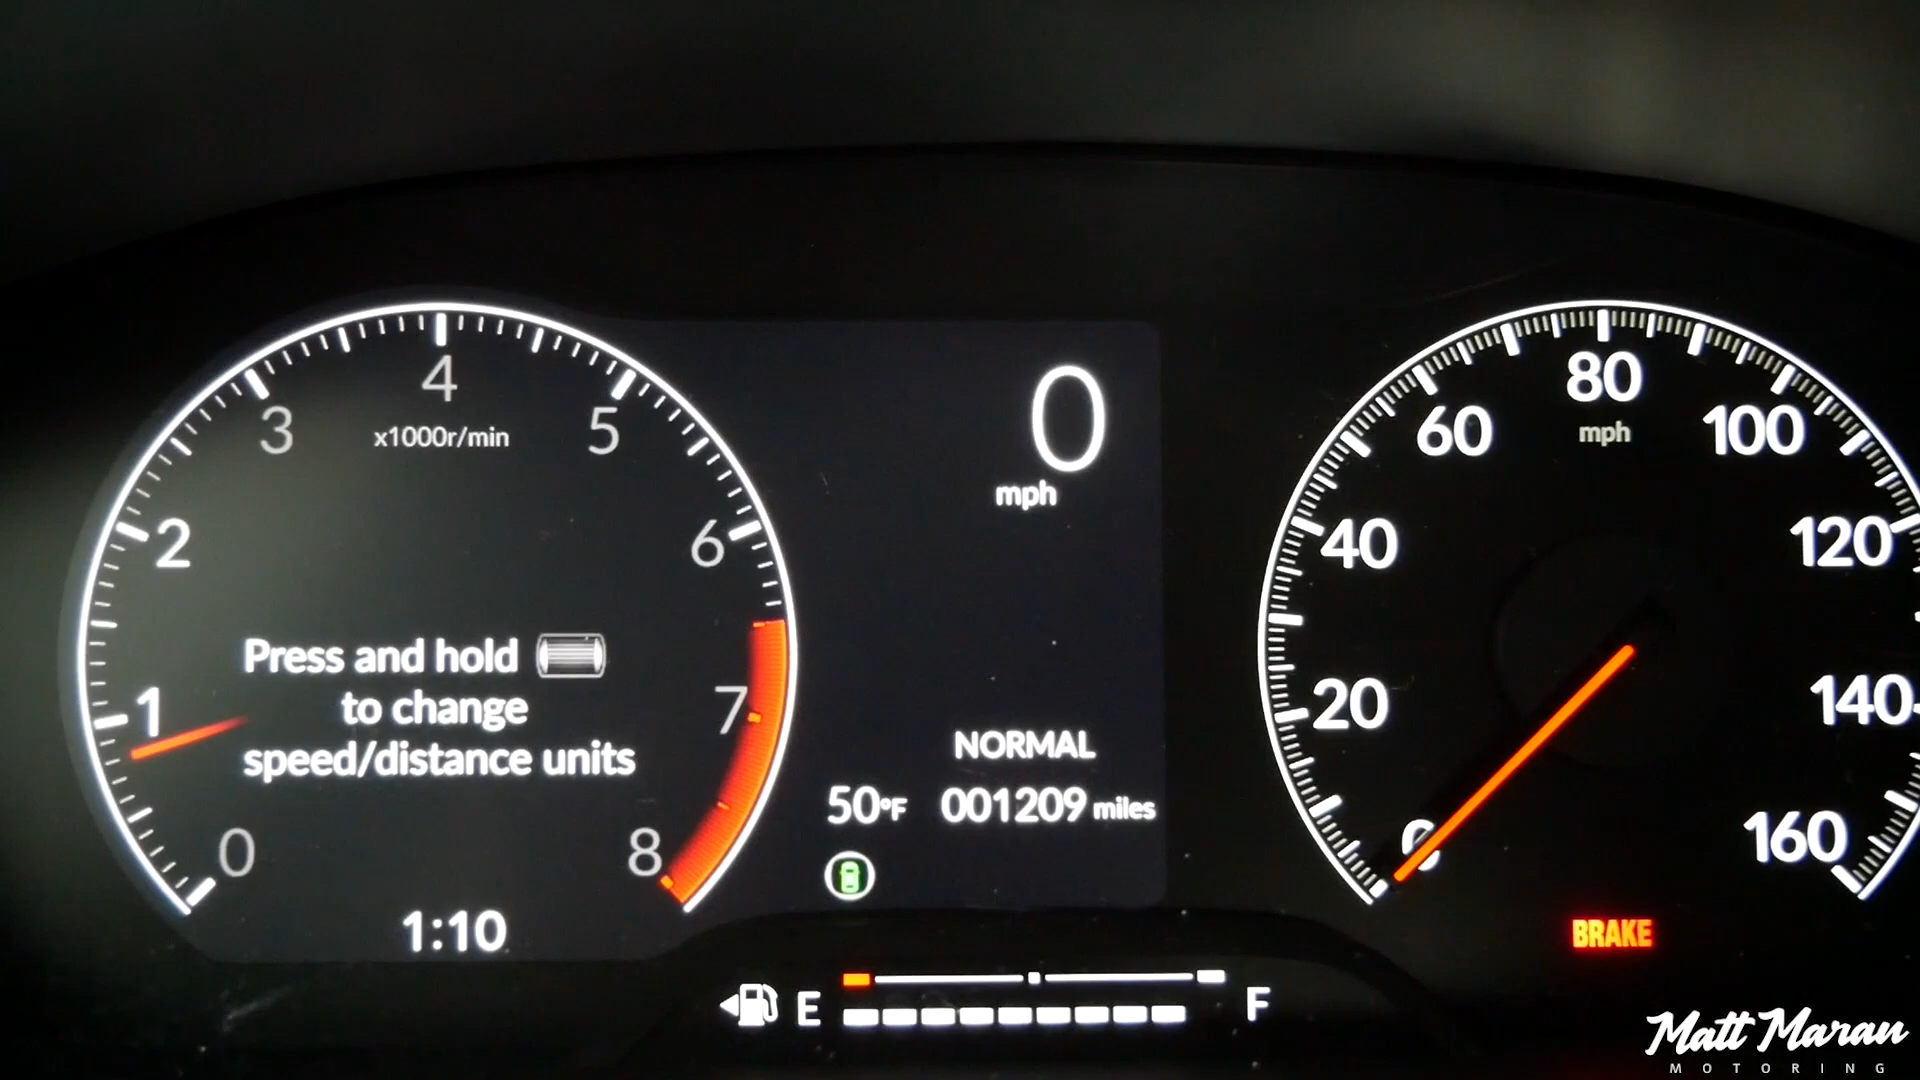 4
3
5
x1000r/min
2
6
Press and hold
to change
speed/distance units
1
7
0
8
1:10
0
mph
NORMAL
50°F
001209 miles
E
F
80
mph
60
100
40
120
20
140
0
160
BRAKE
Matt Maran
MOTORING